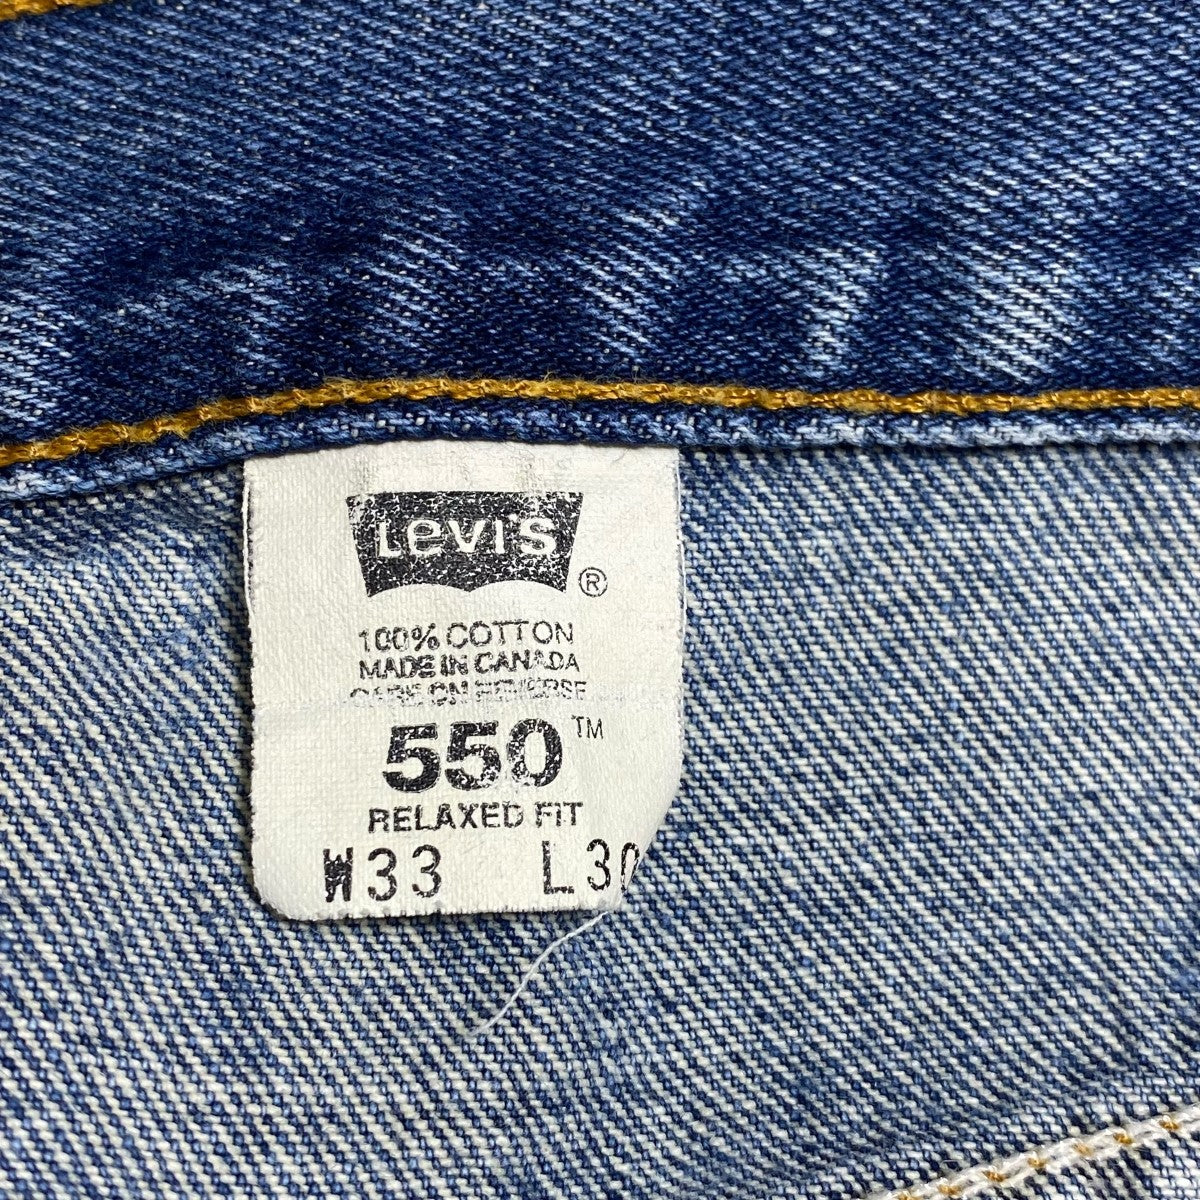 Levi's ®
100% COTTON
MADE IN CANADA
CARE ON REVERSE
550™
RELAXED FIT
W33 L30